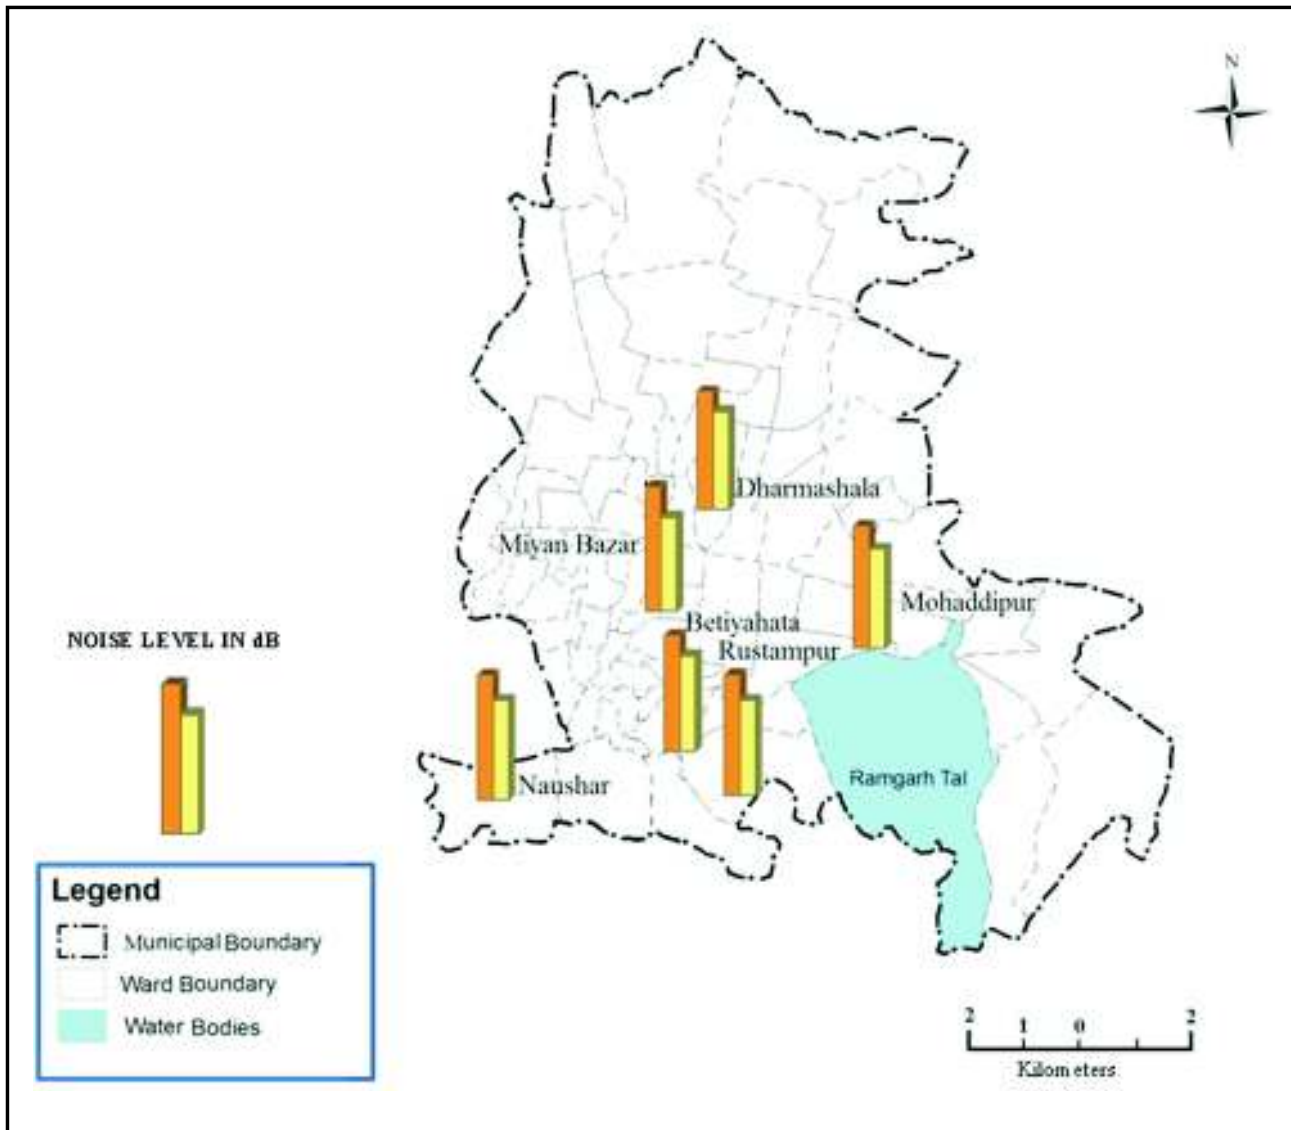 N
Dharmashala
Miyan Bazar
Mohaddipur
Betiyahata
Rustampur
NOISE LEVEL IN dB
Ramgarh Tal
Naushar
Legend
Municipal Boundary
Ward Boundary
Water Bodies
2 1 0 2
Kilometers